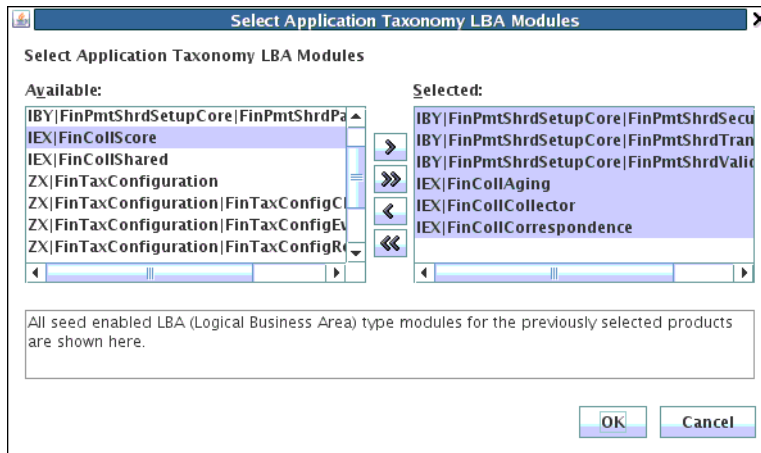 Select Application Taxonomy LBA Modules
Select Application Taxonomy LBA Modules
Available:
IBY|FinPmtShrdSetupCore|FinPmtShrdPa
IEX|FinCollScore
IEX|FinCollShared
ZX|FinTaxConfiguration
ZX|FinTaxConfiguration|FinTaxConfigCl
ZX|FinTaxConfiguration|FinTaxConfigEv
ZX|FinTaxConfiguration|FinTaxConfigRe
Selected:
IBY|FinPmtShrdSetupCore|FinPmtShrdSecu
IBY|FinPmtShrdSetupCore|FinPmtShrdTran
IBY|FinPmtShrdSetupCore|FinPmtShrdValid
IEX|FinCollAging
IEX|FinCollCollector
IEX|FinCollCorrespondence
All seed enabled LBA (Logical Business Area) type modules for the previously selected products
are shown here.
OK
Cancel